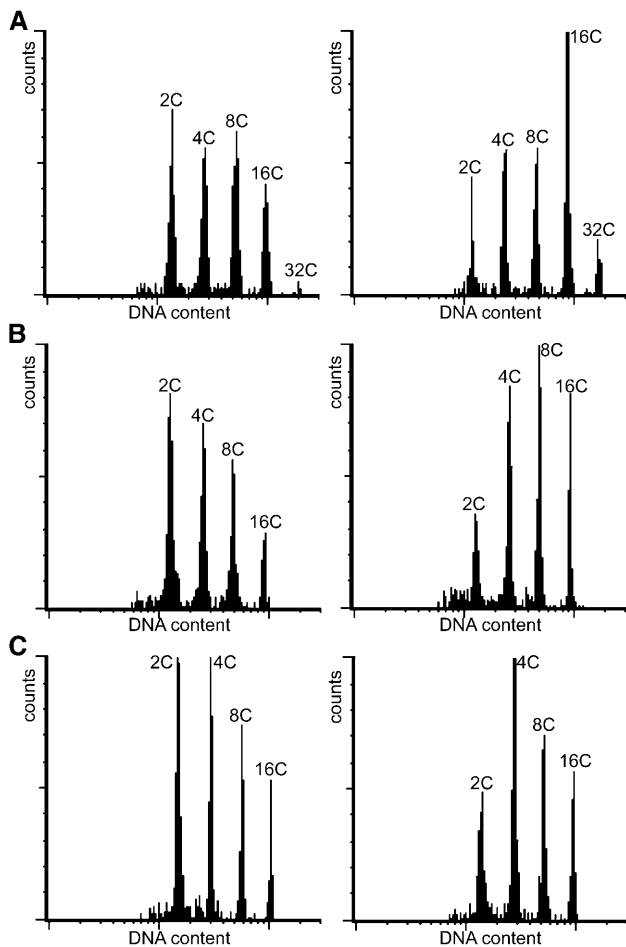 A
counts
2C
4C
8C
16C
32C
DNA content
counts
2C
4C
8C
16C
32C
DNA content
B
counts
2C
4C
8C
16C
DNA content
counts
2C
4C
8C
16C
DNA content
C
counts
2C
4C
8C
16C
DNA content
counts
2C
4C
8C
16C
DNA content